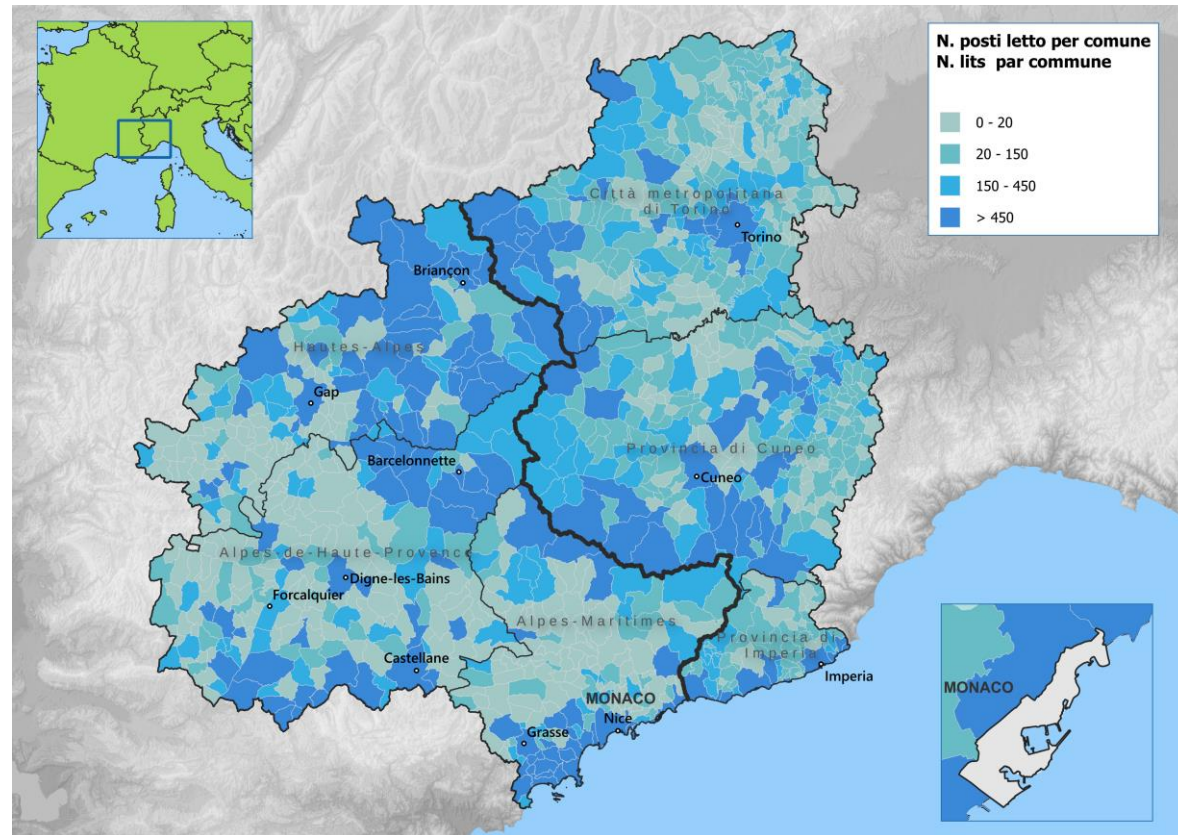 N. posti letto per comune
N. lits par commune
0 - 20
20 - 150
150 - 450
> 450
Città metropolitana
di Torino
Torino
Briançon
Hautes-Alpes
Gap
Barcelonnette
Provincia di Cuneo
Cuneo
Alpes-de-Haute-Provence
Digne-les-Bains
Forcalquier
Alpes-Maritimes
Provincia di
Imperia
Castellane
Imperia
MONACO
Nice
Grasse
MONACO